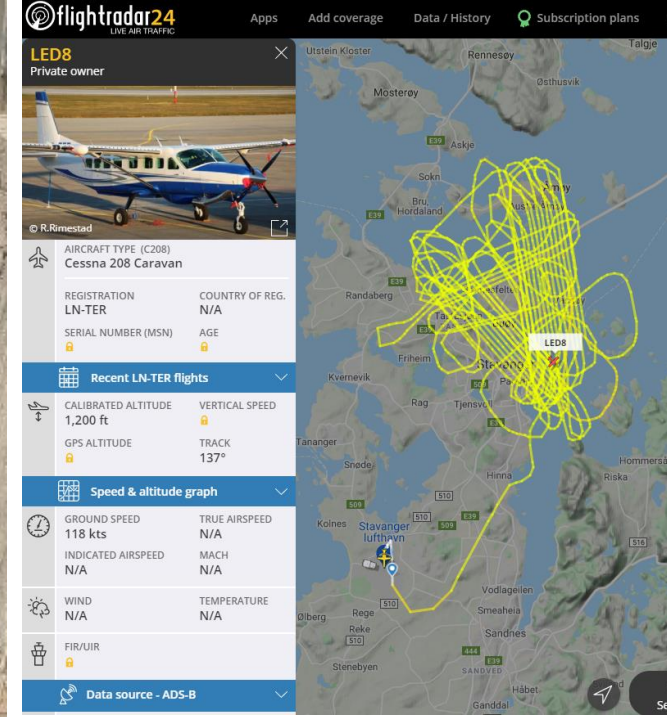 flightradar24
LIVE AIR TRAFFIC
Apps
Add coverage
Data / History
Subscription plans
LED8
Private owner
© R.Rimestad
AIRCRAFT TYPE (C208)
Cessna 208 Caravan
REGISTRATION
LN-TER
COUNTRY OF REG.
N/A
SERIAL NUMBER (MSN)
AGE
Recent LN-TER flights
CALIBRATED ALTITUDE
1,200 ft
VERTICAL SPEED
GPS ALTITUDE
TRACK
137°
Speed & altitude graph
GROUND SPEED
118 kts
TRUE AIRSPEED
N/A
INDICATED AIRSPEED
N/A
MACH
N/A
WIND
N/A
TEMPERATURE
N/A
FIR/UIR
Data source - ADS-B
Utstein Kloster
Rennesøy
Talgje
Mosterøy
Østhusvik
E39
Askje
Sokn
Bru,
Hordaland
E39
E39
Randaberg
LED8
Friheim
Kvernevik
Rag
Tjensvoll
Tananger
Snøde
Hinna
Riska
510
509
510
E39
509
516
Kolnes
Stavanger
lufthavn
Vodlageilen
510
Smeaheia
Rege
Reke
510
Sandnes
444
E39
SANDVED
Stenebyen
Håbet
Ganddal